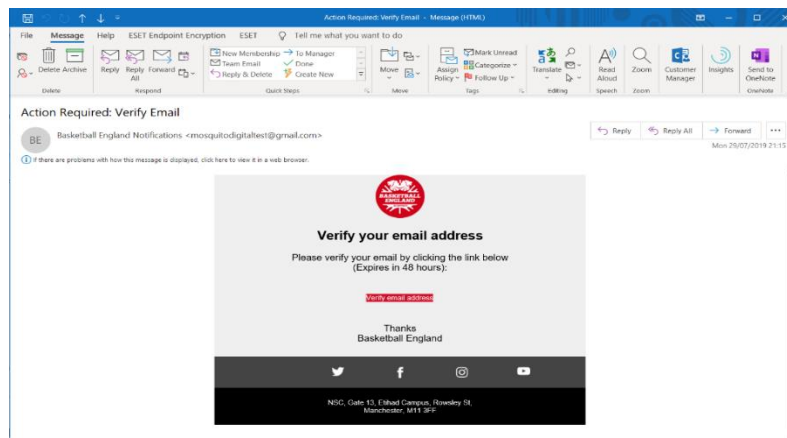 Action Required: Verify Email - Message (HTML)
File Message Help ESET Endpoint Encryption ESET Tell me what you want to do
Delete Archive
Reply Reply All Forward
New Membership
Team Email
Reply & Delete
To Manager
Done
Create New
Move
Assign Policy
Mark Unread
Categorize
Follow Up
Translate
Read Aloud
Zoom
Customer Manager
Insights
Send to OneNote
Delete Respond Quick Steps Move Tags Editing Speech Zoom OneNote
Action Required: Verify Email
BE
Basketball England Notifications <mosquitodigitaltest@gmail.com>
Reply Reply All Forward
Mon 29/07/2019 21:15
If there are problems with how this message is displayed, click here to view it in a web browser.
BASKETBALL
ENGLAND
Verify your email address
Please verify your email by clicking the link below
(Expires in 48 hours):
Verify email address
Thanks
Basketball England
NSC, Gate 13, Etihad Campus, Rowsley St,
Manchester, M11 3FF